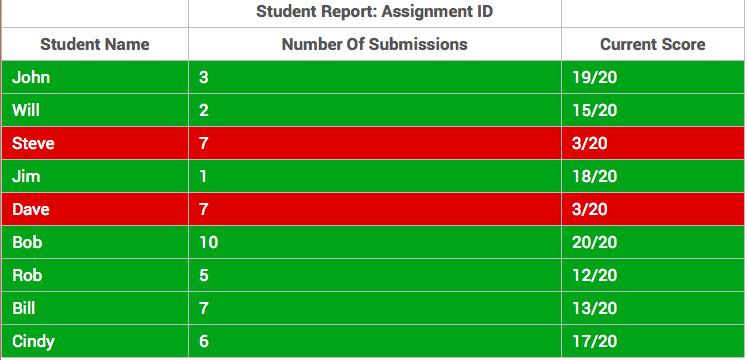 Student Report: Assignment ID
Student Name Number Of Submissions Current Score
John 3 19/20
Will 2 15/20
Steve 7 3/20
Jim 1 18/20
Dave 7 3/20
Bob 10 20/20
Rob 5 12/20
Bill 7 13/20
Cindy 6 17/20